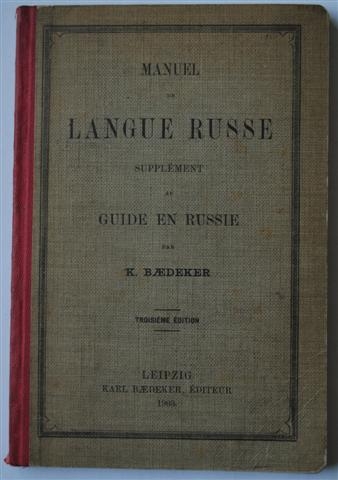 MANUEL
DE
LANGUE RUSSE
SUPPLÉMENT
AU
GUIDE EN RUSSIE
PAR
K. BÆDEKER
TROISIÈME ÉDITION
LEIPZIG
KARL BÆDEKER, ÉDITEUR